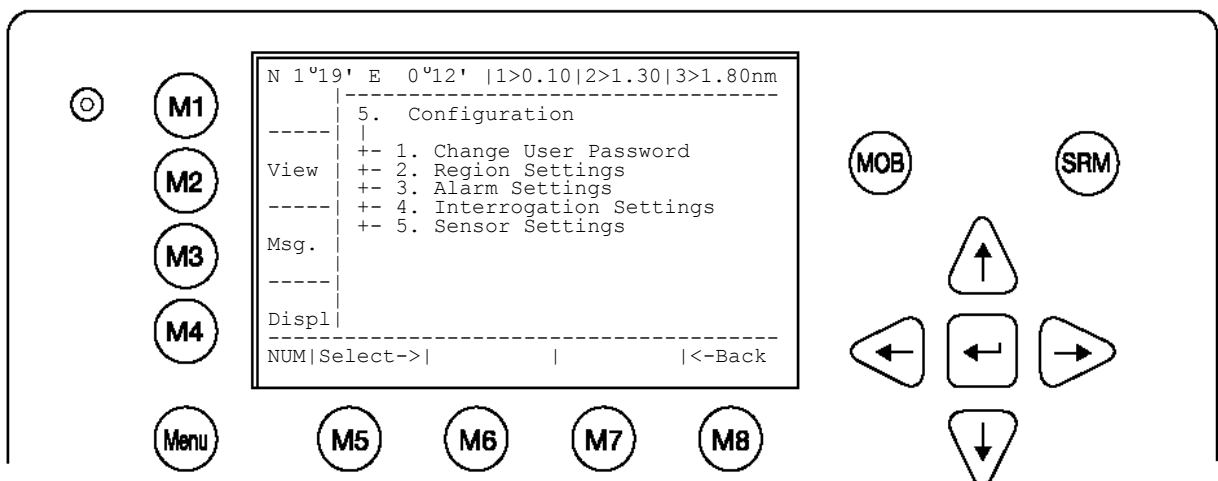 N 1°19' E 0°12' |1>0.10|2>1.30|3>1.80nm
M1
5. Configuration
+- 1. Change User Password
View
+- 2. Region Settings
M2
+- 3. Alarm Settings
+- 4. Interrogation Settings
+- 5. Sensor Settings
Msg.
M3
Displ
M4
NUM|Select->| | |<-Back
MOB
SRM
Menu
M5
M6
M7
M8